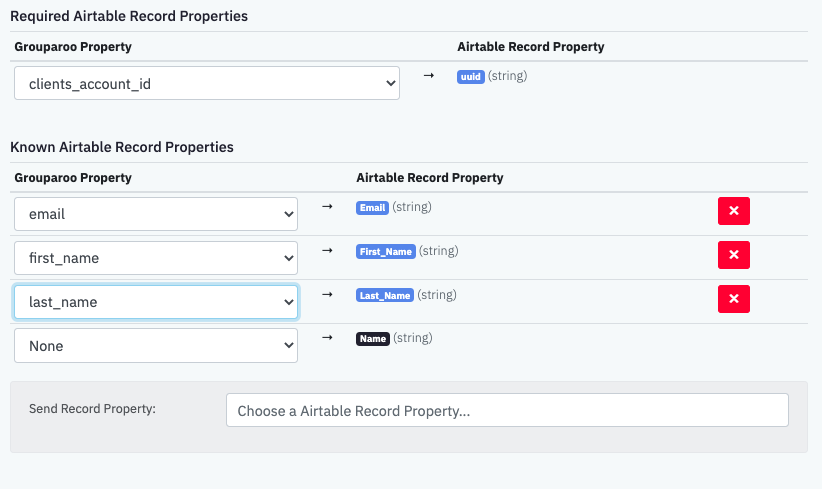 Required Airtable Record Properties
Grouparoo Property Airtable Record Property
clients_account_id → uuid (string)
Known Airtable Record Properties
Grouparoo Property Airtable Record Property
email → Email (string)
first_name → First_Name (string)
last_name → Last_Name (string)
None → Name (string)
Send Record Property: Choose a Airtable Record Property...